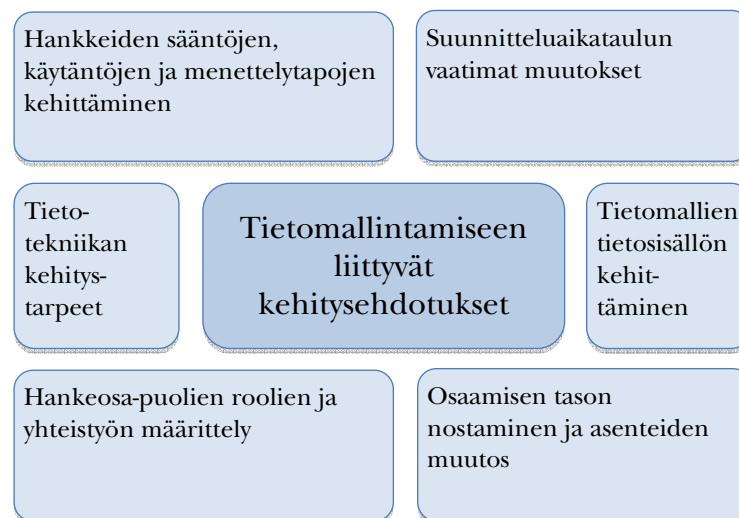 Hankkeiden sääntöjen,
käytäntöjen ja menettelytapojen
kehittäminen
Suunnitteluaikataulun
vaatimat muutokset
Tieto-
tekniikan
kehitys-
tarpeet
Tietomallintamiseen
liittyvät
kehitysehdotukset
Tietomallien
tietosisällön
kehit-
täminen
Hankeosa-puolien roolien ja
yhteistyön määrittely
Osaamisen tason
nostaminen ja asenteiden
muutos